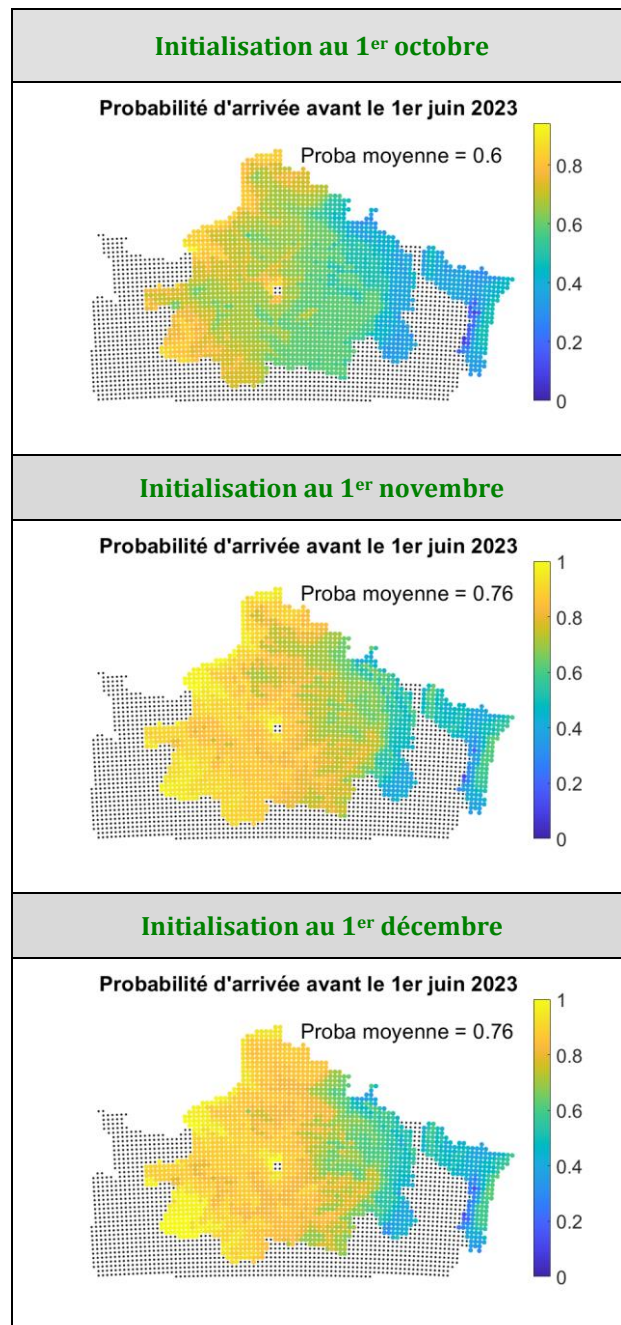 Initialisation au 1er octobre
Probabilité d'arrivée avant le 1er juin 2023
Proba moyenne = 0.6
0.8
0.6
0.4
0.2
0
Initialisation au 1er novembre
Probabilité d'arrivée avant le 1er juin 2023
1
Proba moyenne = 0.76
0.8
0.6
0.4
0.2
0
Initialisation au 1er décembre
Probabilité d'arrivée avant le 1er juin 2023
1
Proba moyenne = 0.76
0.8
0.6
0.4
0.2
0